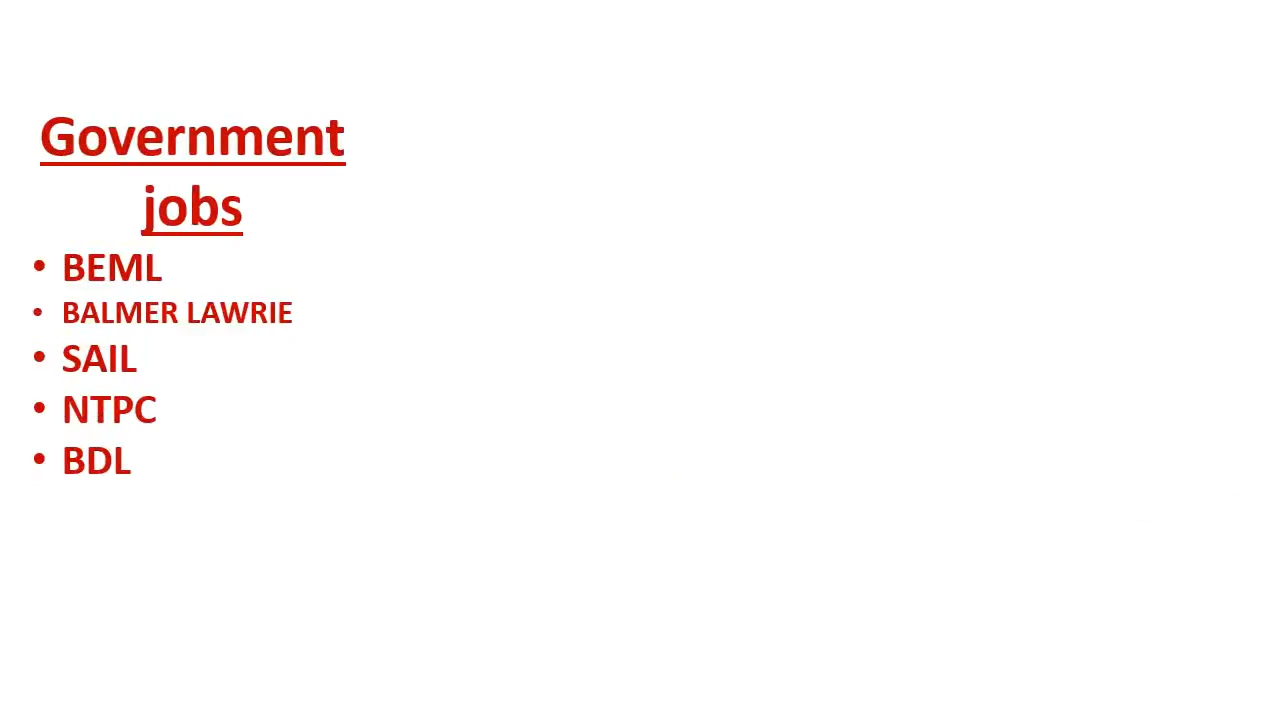 Government
jobs
• BEML
• BALMER LAWRIE
• SAIL
• NTPC
• BDL